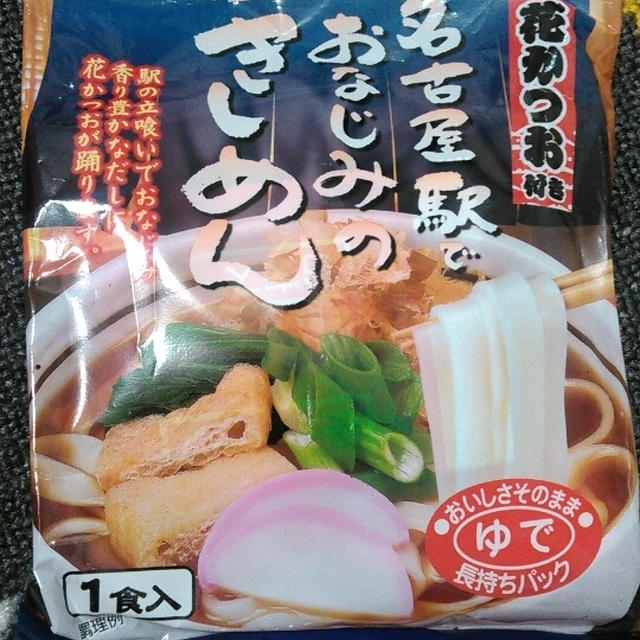 花かつお付き
名古屋駅で
おなじみの
きしめん
駅の立喰いでおなじみ
香り豊かなだしに
花かつおが踊ります。
おいしさそのまま
ゆで
長持ちパック
1食入
調理例